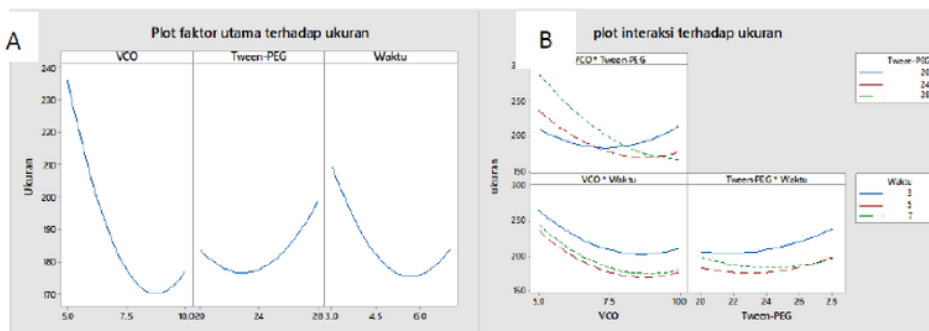 A
Plot faktor utama terhadap ukuran
VCO Tween-PEG Waktu
240
230
220
210
200
190
180
170
Ukuran
5.0 7.5 10.0 20 24 28 3.0 4.5 6.0
B
plot interaksi terhadap ukuran
VCO * Tween-PEG
250
200
150
Tween-PEG
20
24
28
VCO * Waktu Tween-PEG * Waktu
300
250
200
150
ukuran
Waktu
3
5
7
5.0 7.5 100 20 22 24 26 28
VCO Tween-PEG